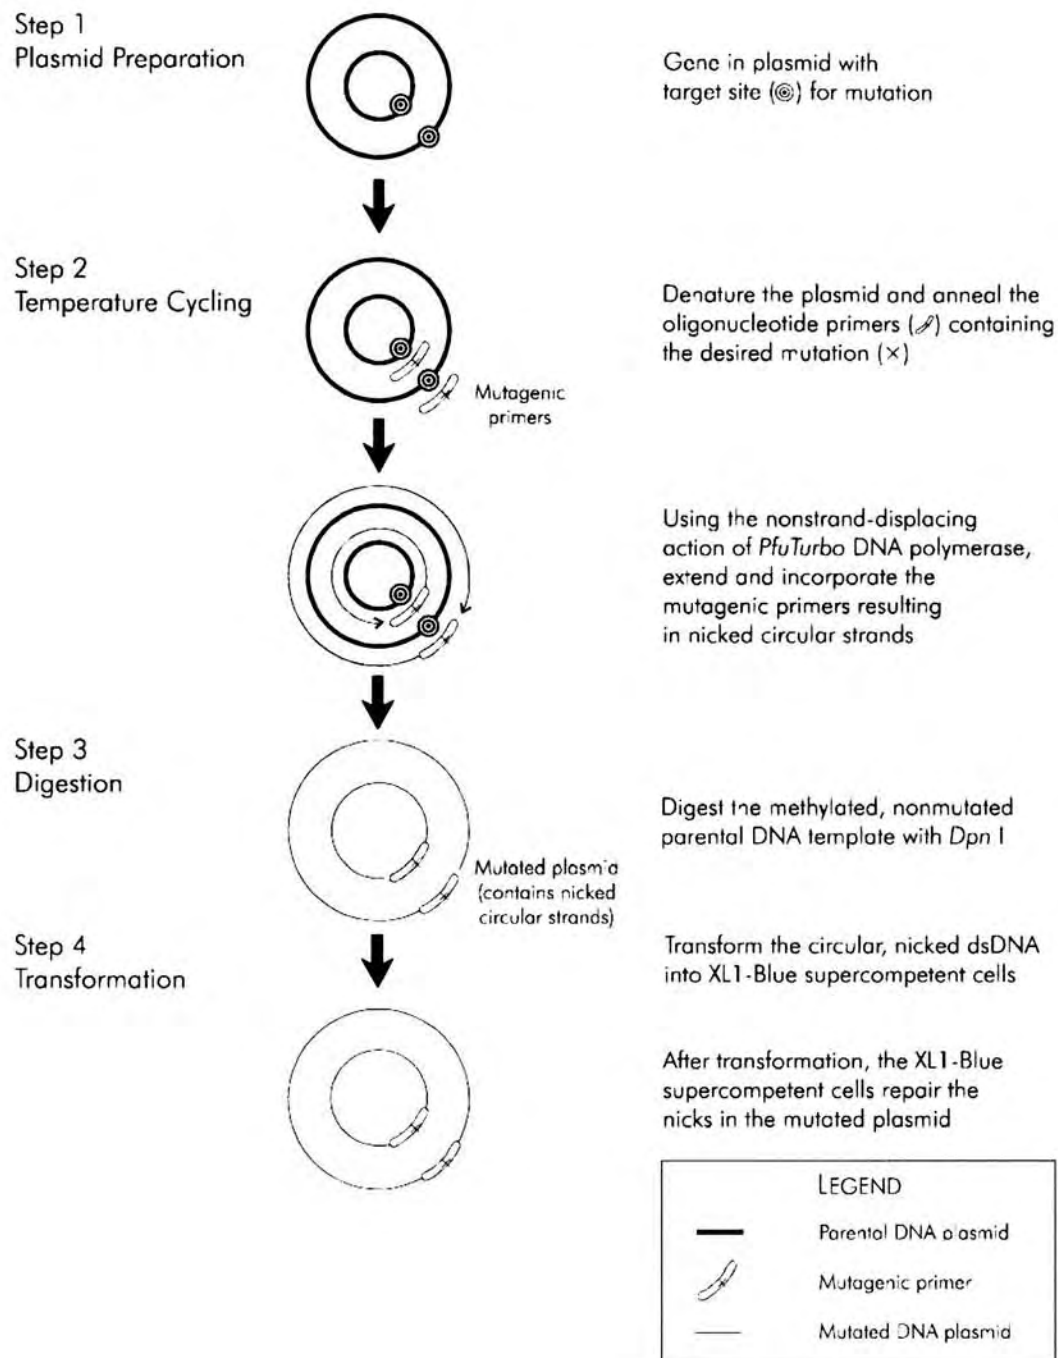 Step 1
Plasmid Preparation
Gene in plasmid with
target site (◎) for mutation
Step 2
Temperature Cycling
Denature the plasmid and anneal the
oligonucleotide primers () containing
the desired mutation (×)
Mutagenic
primers
Using the nonstrand-displacing
action of PfuTurbo DNA polymerase,
extend and incorporate the
mutagenic primers resulting
in nicked circular strands
Step 3
Digestion
Digest the methylated, nonmutated
parental DNA template with Dpn I
Mutated plasmid
(contains nicked
circular strands)
Step 4
Transformation
Transform the circular, nicked dsDNA
into XL1-Blue supercompetent cells
After transformation, the XL1-Blue
supercompetent cells repair the
nicks in the mutated plasmid
LEGEND
Parental DNA plasmid
Mutagenic primer
Mutated DNA plasmid